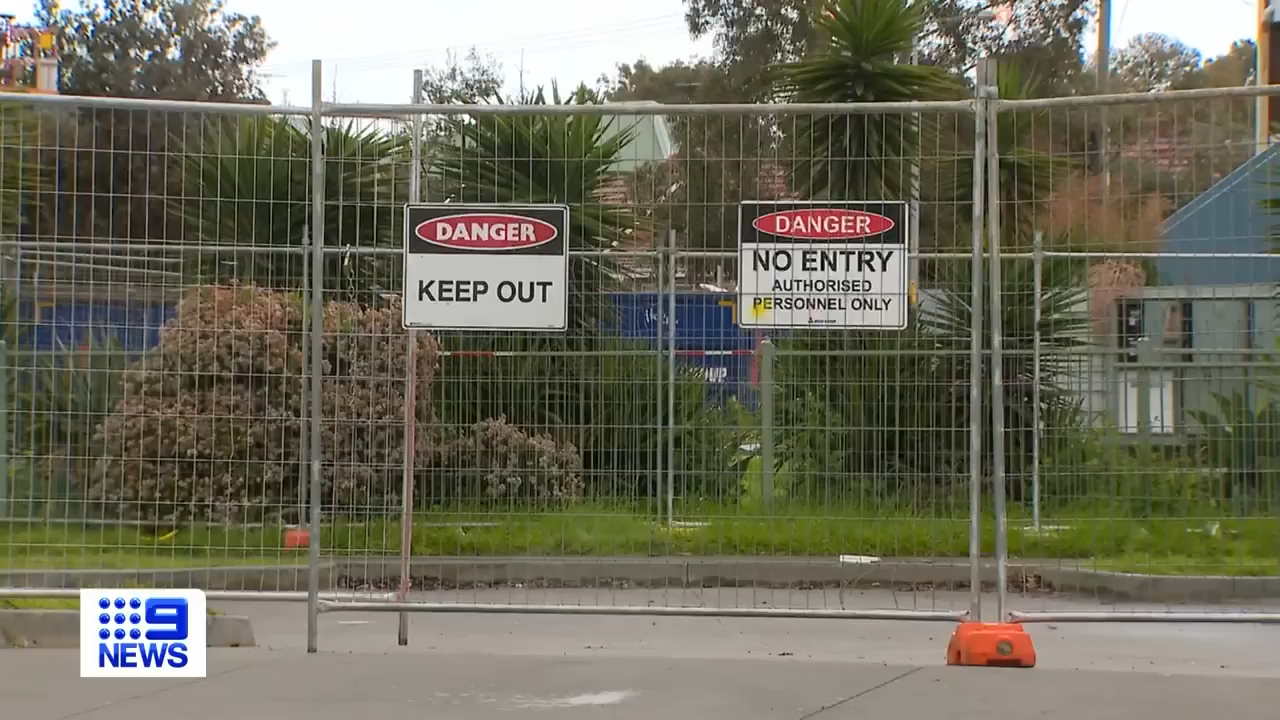 DANGER
KEEP OUT
DANGER
NO ENTRY
AUTHORISED
PERSONNEL ONLY
9
NEWS